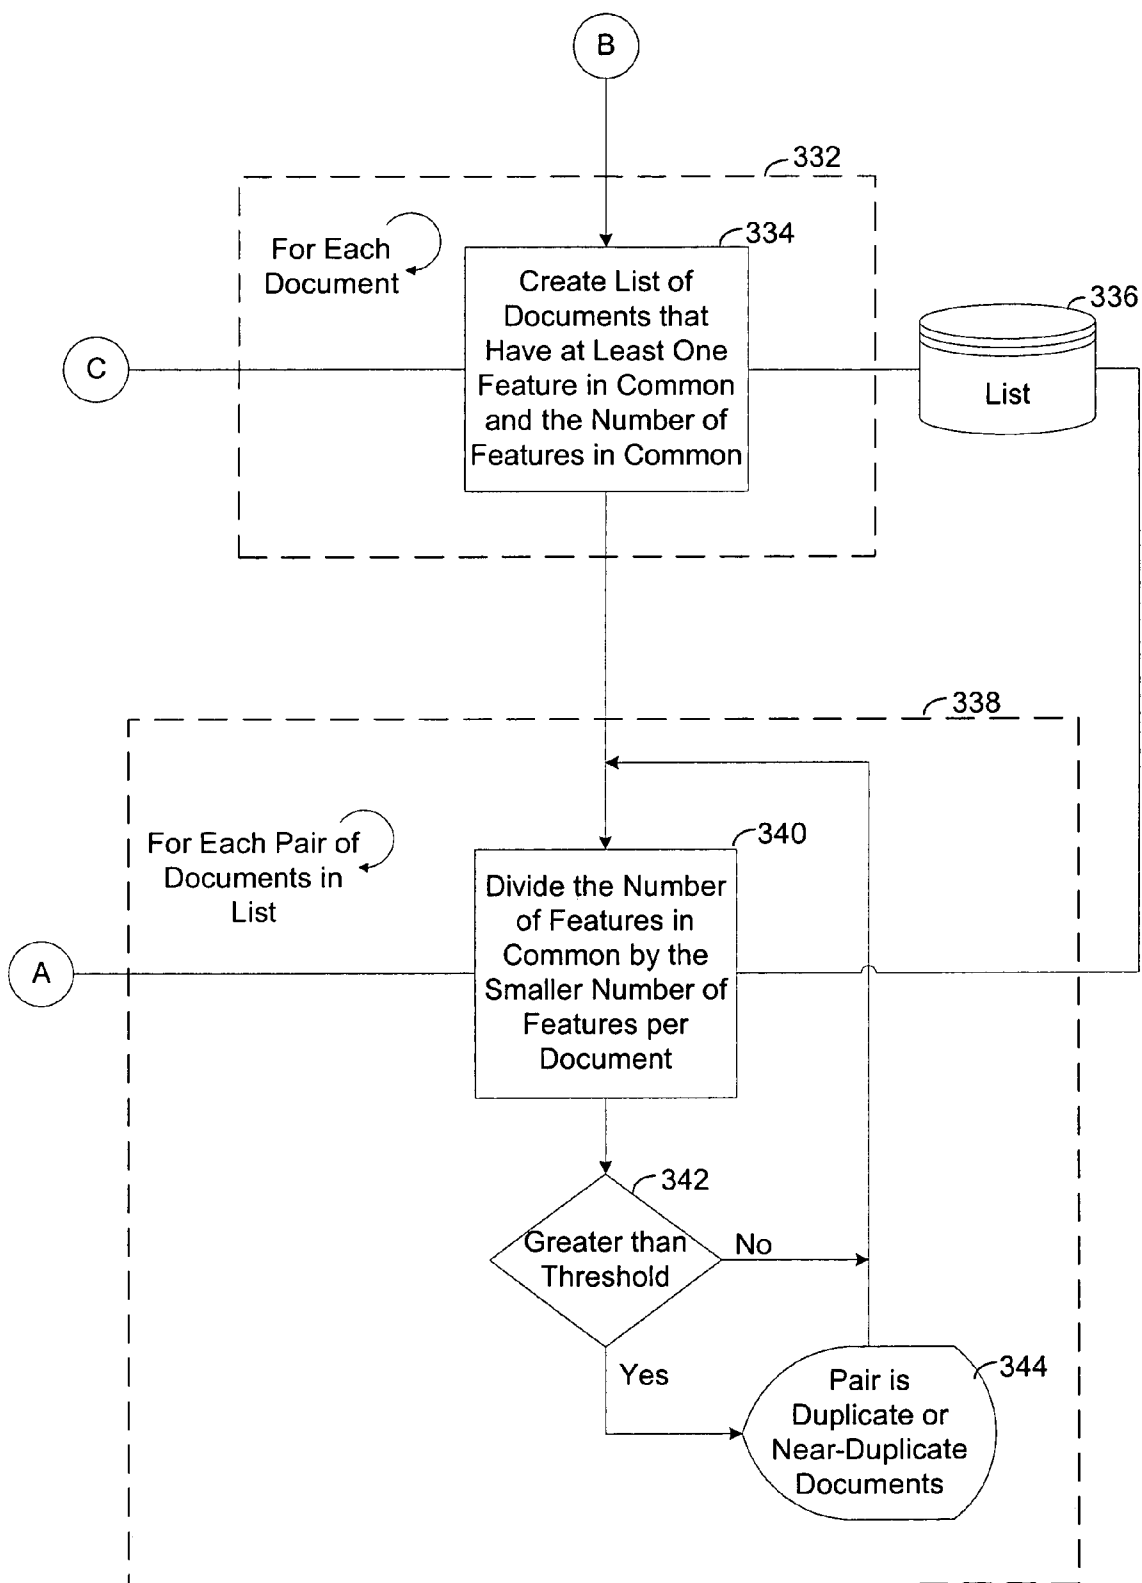 B
332
334
For Each
Document
Create List of
Documents that
Have at Least One
Feature in Common
and the Number of
Features in Common
336
List
C
338
340
For Each Pair of
Documents in
List
Divide the Number
of Features in
Common by the
Smaller Number of
Features per
Document
A
342
Greater than
Threshold
No
Yes
344
Pair is
Duplicate or
Near-Duplicate
Documents